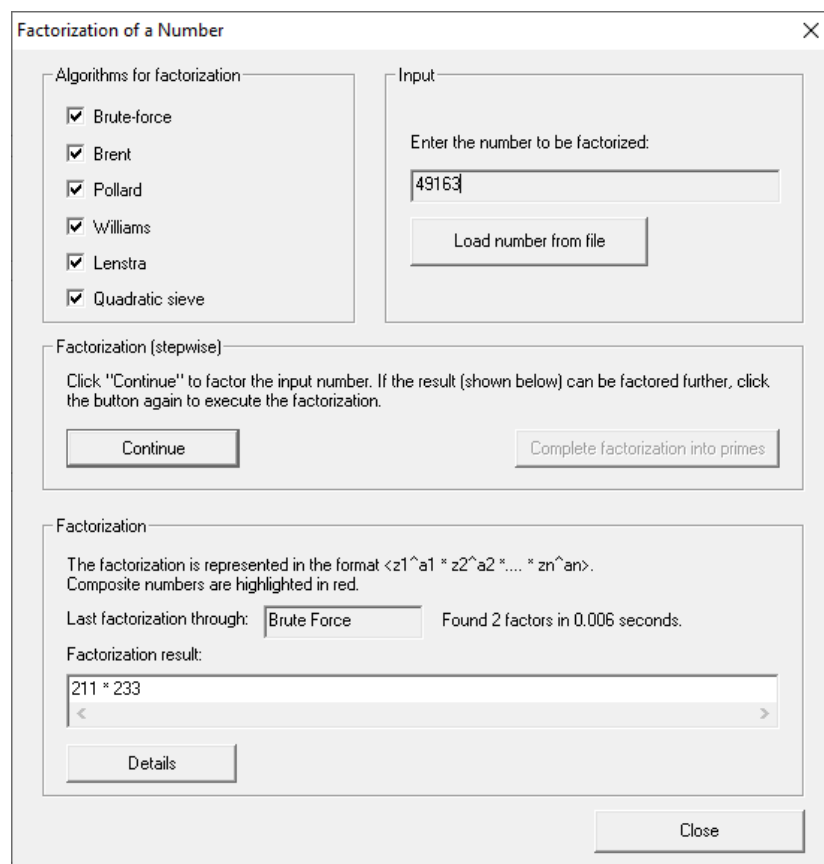 Factorization of a Number
Algorithms for factorization
Brute-force
Brent
Pollard
Williams
Lenstra
Quadratic sieve
Input
Enter the number to be factorized:
49163
Load number from file
Factorization (stepwise)
Click "Continue" to factor the input number. If the result (shown below) can be factored further, click
the button again to execute the factorization.
Continue
Complete factorization into primes
Factorization
The factorization is represented in the format <z1^a1 * z2^a2 *.... * zn^an>.
Composite numbers are highlighted in red.
Last factorization through: Brute Force Found 2 factors in 0.006 seconds.
Factorization result:
211 * 233
Details
Close